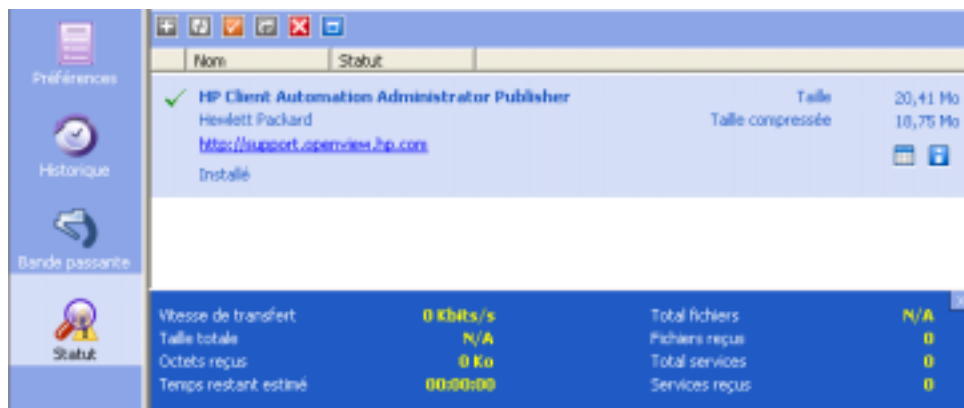 Préférences
Historique
Bande passante
Statut
Nom Statut
HP Client Automation Administrator Publisher
Hewlett Packard
http://support.openview.hp.com
Installé
Taille 20,41 Mo
Taille compressée 18,75 Mo
Vitesse de transfert 0 Kbits/s
Taille totale N/A
Octets reçus 0 Ko
Temps restant estimé 00:00:00
Total fichiers N/A
Fichiers reçus 0
Total services 0
Services reçus 0